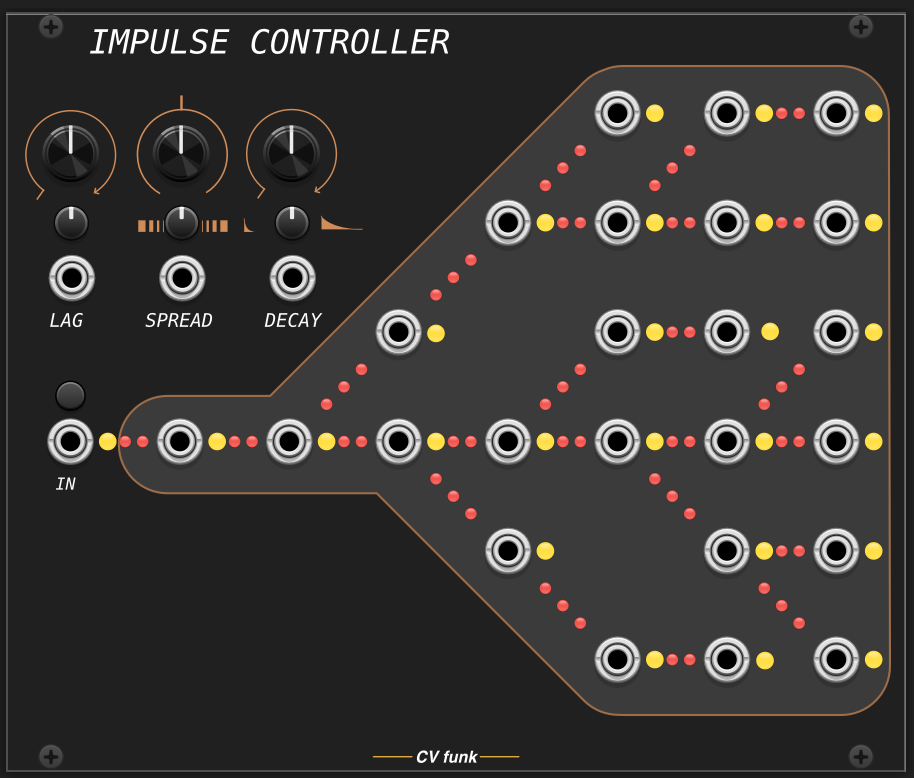 IMPULSE CONTROLLER
LAG
SPREAD
DECAY
IN
CV funk